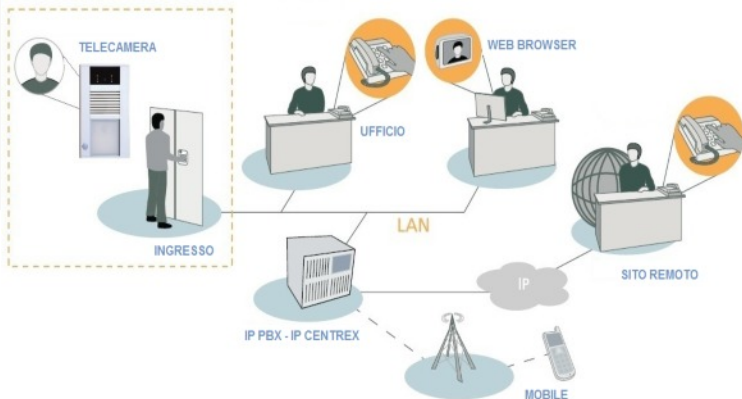 TELECAMERA
WEB BROWSER
UFFICIO
INGRESSO
LAN
SITO REMOTO
IP
IP PBX - IP CENTREX
MOBILE